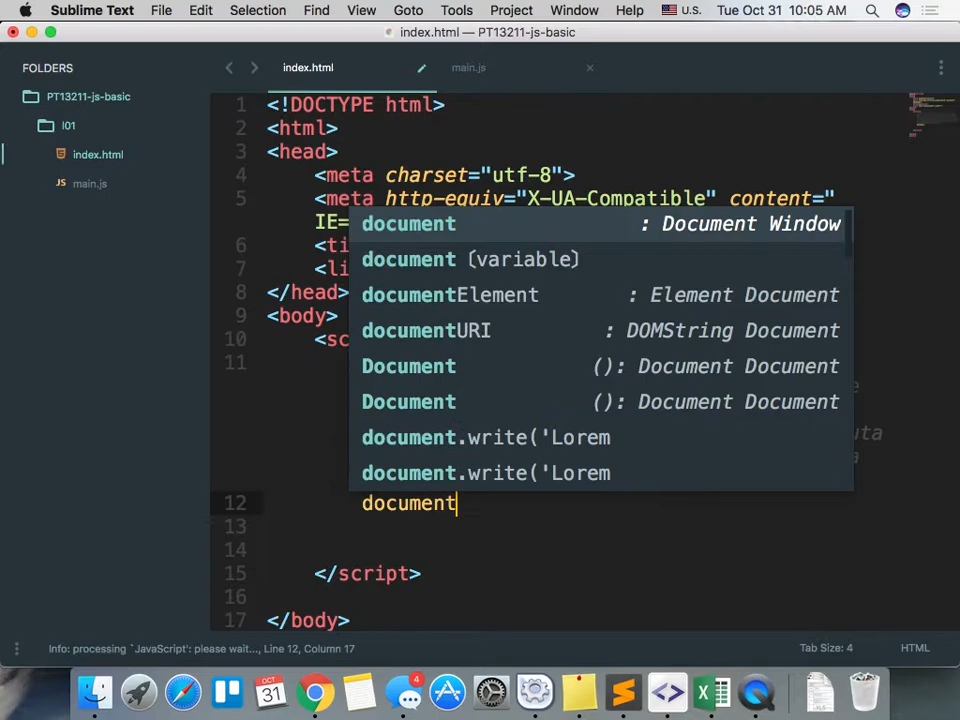 Sublime Text File Edit Selection Find View Goto Tools Project Window Help U.S. Tue Oct 31 10:05 AM
index.html — PT13211-js-basic
FOLDERS
PT13211-js-basic
l01
index.html
JS main.js
index.html main.js
1 <!DOCTYPE html>
2 <html>
3 <head>
4 <meta charset="utf-8">
5 <meta http-equiv="X-UA-Compatible" content="
IE=
6 <ti
7 <li
8 </head>
9 <body>
10 <sc
11
document : Document Window
document (variable)
documentElement : Element Document
documentURI : DOMString Document
Document (): Document Document
Document (): Document Document
document.write('Lorem
document.write('Lorem
12 document
13
14
15 </script>
16
17 </body>
Info: processing `JavaScript': please wait..., Line 12, Column 17 Tab Size: 4 HTML
31
4